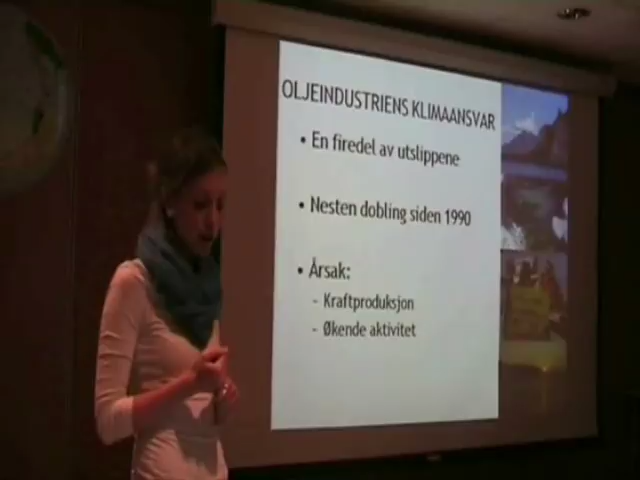 OLJEINDUSTRIENS KLIMAANSVAR
• En firedel av utslippene
• Nesten dobling siden 1990
• Årsak:
- Kraftproduksjon
- Økende aktivitet